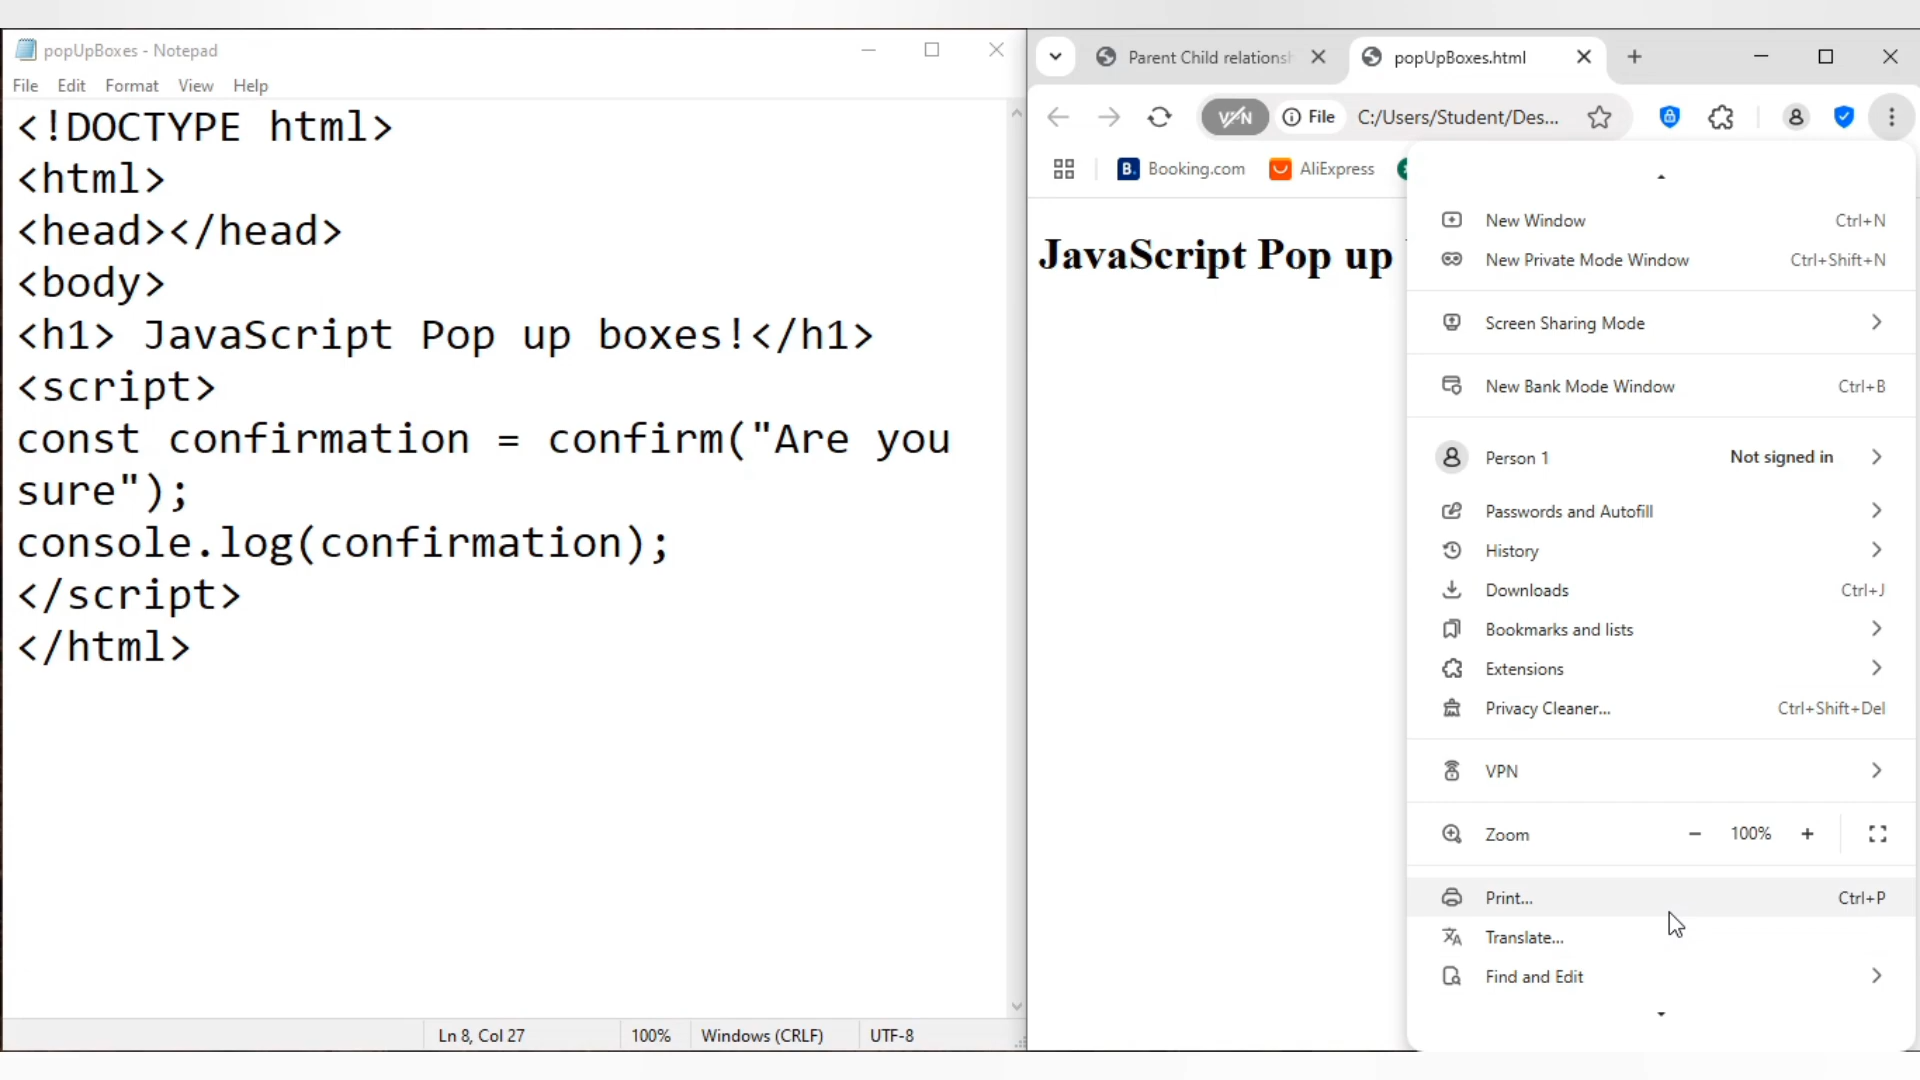 popUpBoxes - Notepad
File Edit Format View Help
<!DOCTYPE html>
<html>
<head></head>
<body>
<h1> JavaScript Pop up boxes!</h1>
<script>
const confirmation = confirm("Are you
sure");
console.log(confirmation);
</script>
</html>
Ln 8, Col 27 100% Windows (CRLF) UTF-8
Parent Child relationsh popUpBoxes.html
VPN File C:/Users/Student/Des...
Booking.com AliExpress
JavaScript Pop up
New Window Ctrl+N
New Private Mode Window Ctrl+Shift+N
Screen Sharing Mode
New Bank Mode Window Ctrl+B
Person 1 Not signed in
Passwords and Autofill
History
Downloads Ctrl+J
Bookmarks and lists
Extensions
Privacy Cleaner... Ctrl+Shift+Del
VPN
Zoom − 100% +
Print... Ctrl+P
Translate...
Find and Edit